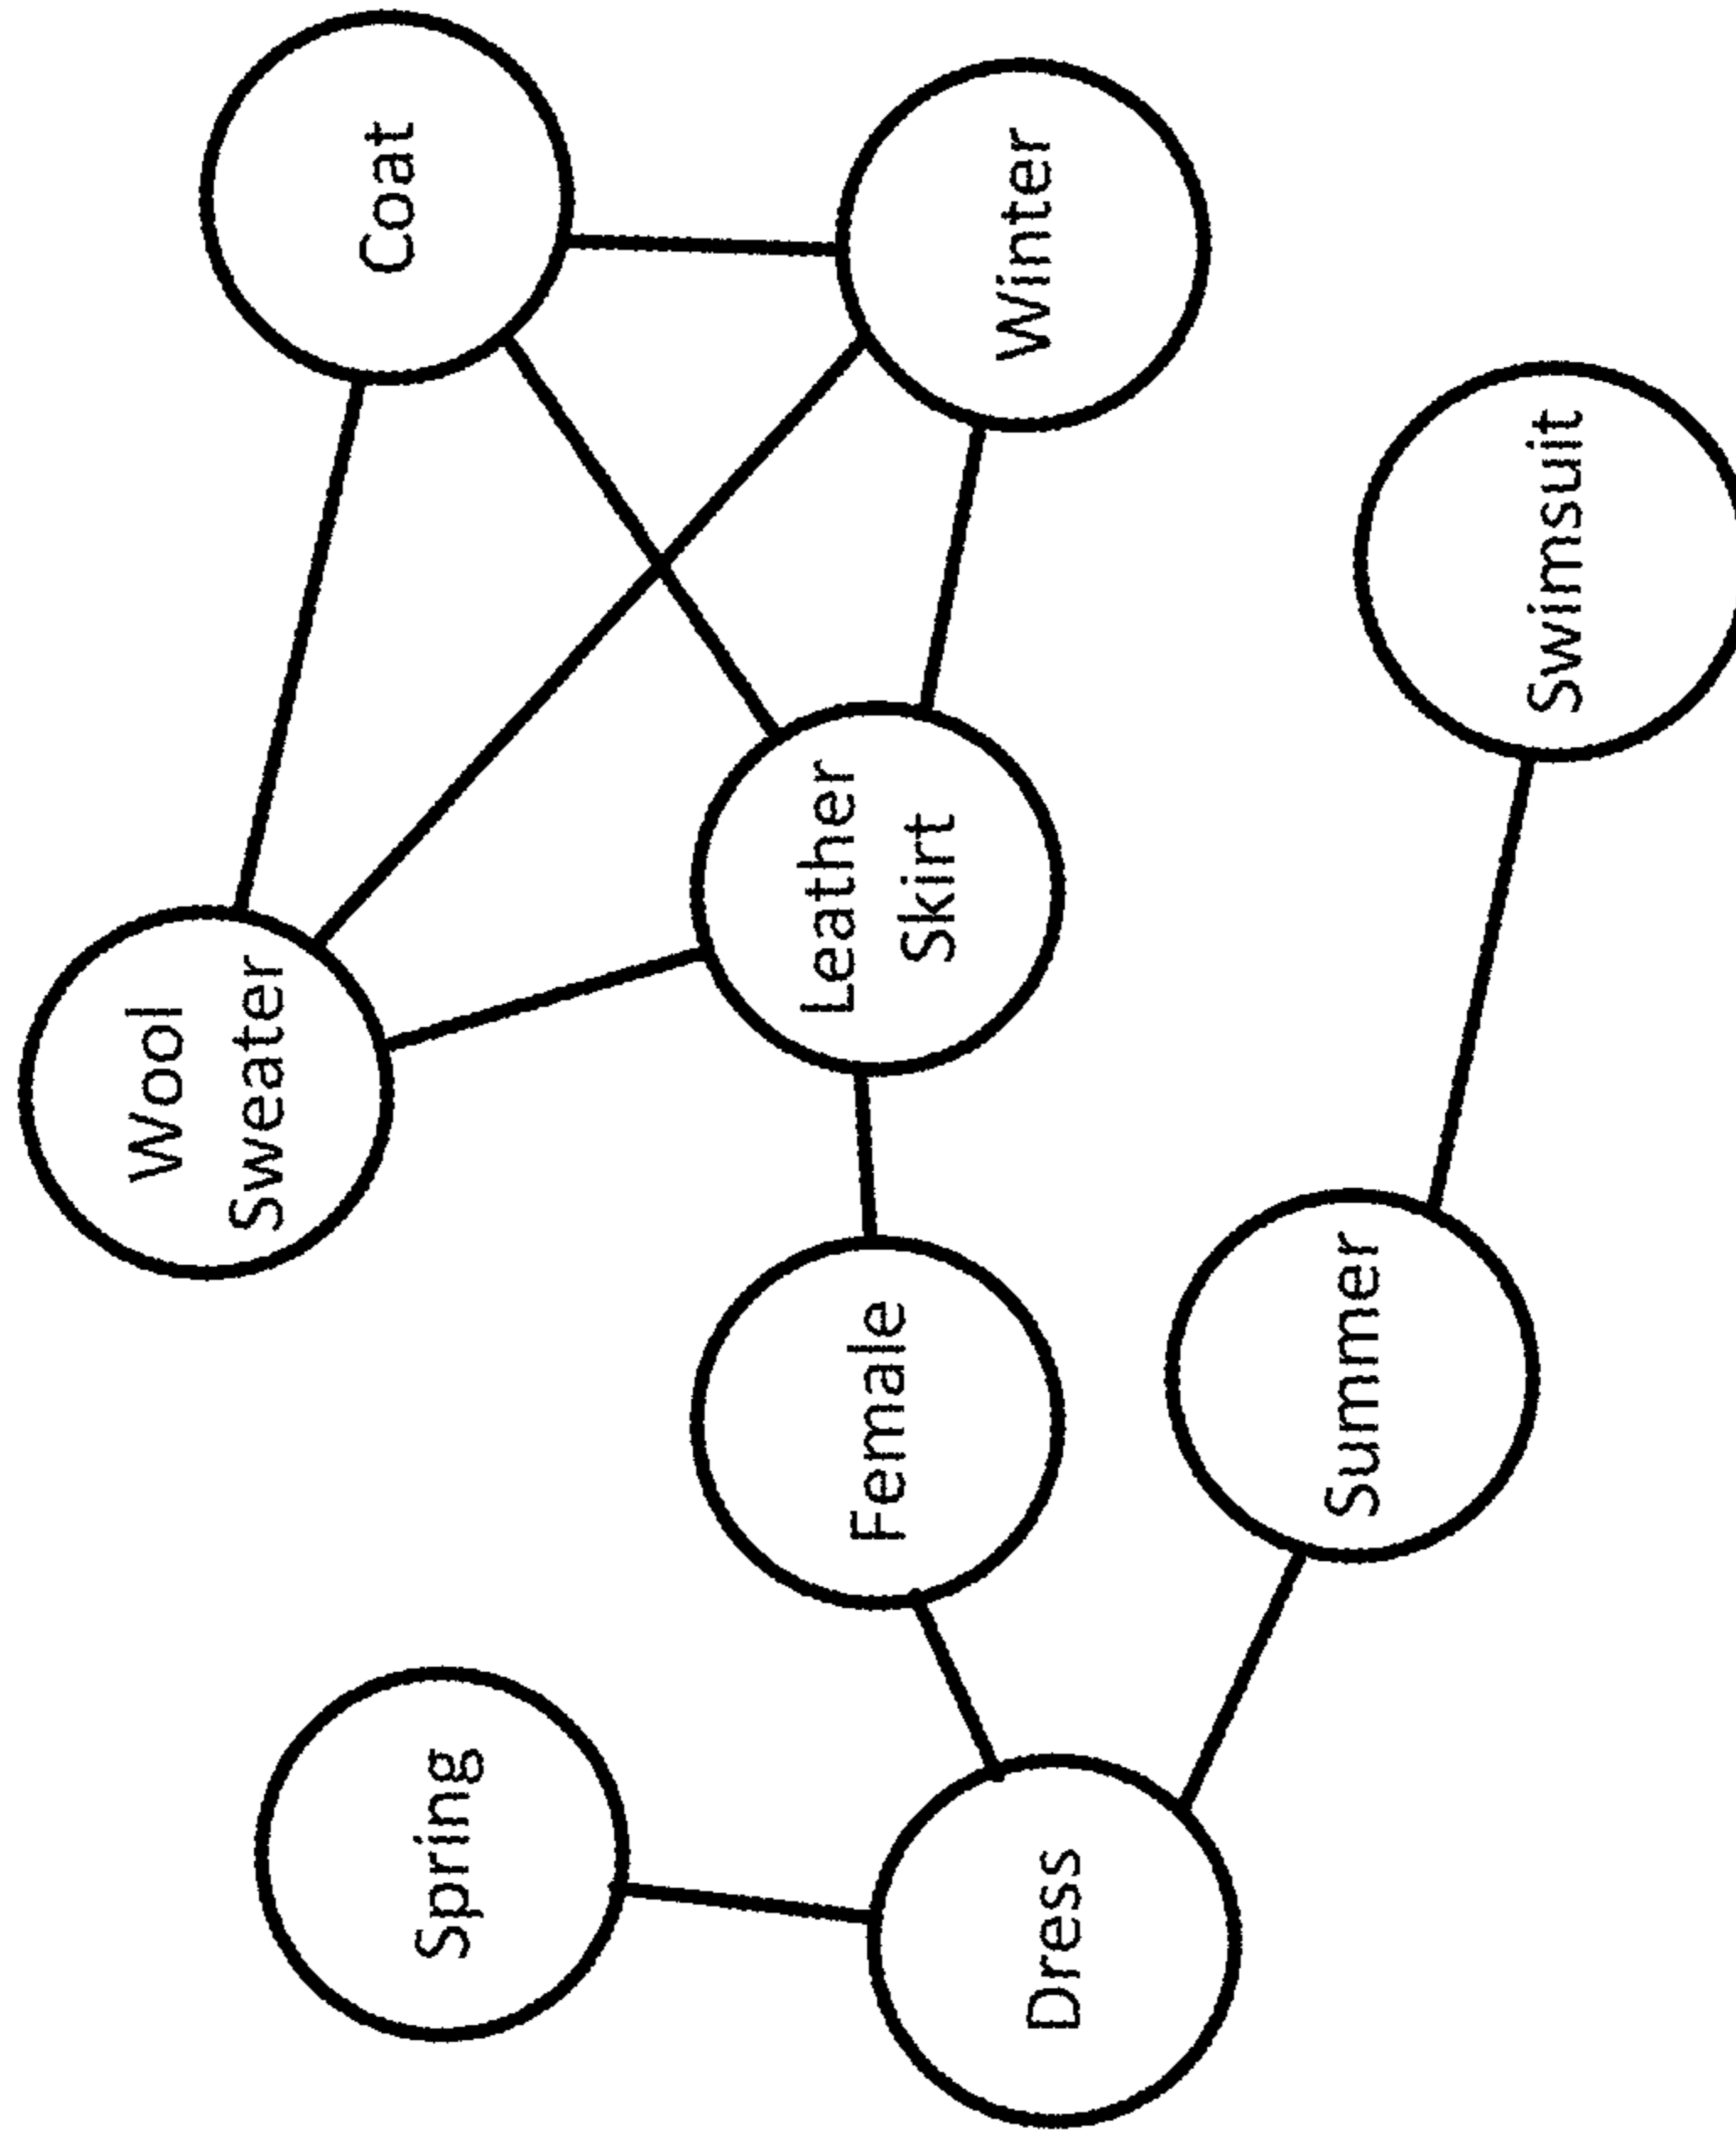 Spring
Wool
Sweater
Coat
Dress
Female
Leather
Skirt
Winter
Summer
Swimsuit